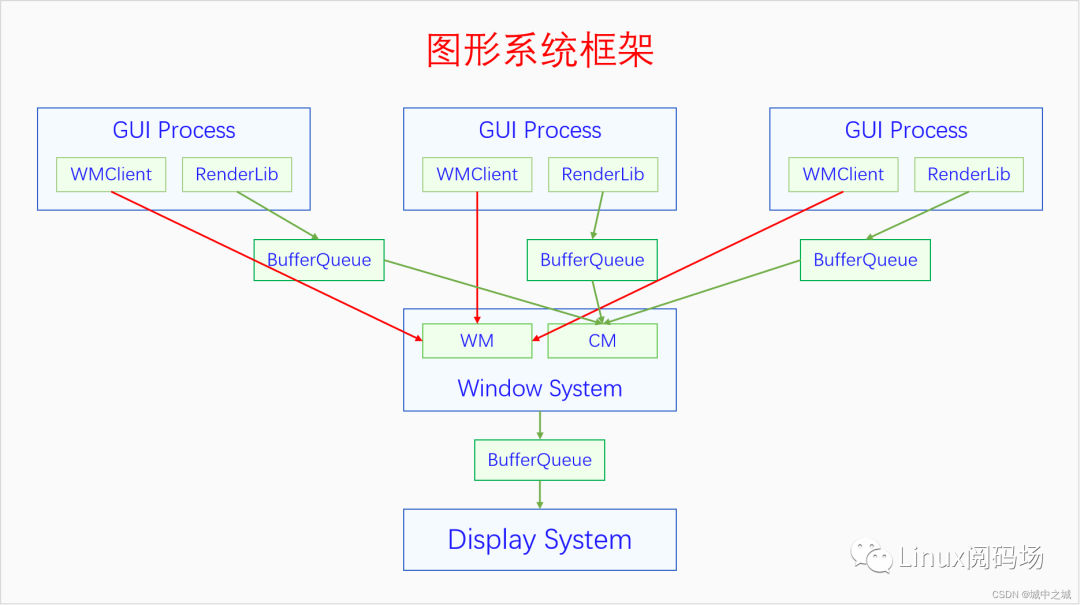 图形系统框架
GUI Process
WMClient
RenderLib
GUI Process
WMClient
RenderLib
GUI Process
WMClient
RenderLib
BufferQueue
BufferQueue
BufferQueue
WM
CM
Window System
BufferQueue
Display System
Linux阅码场
CSDN @城中之城